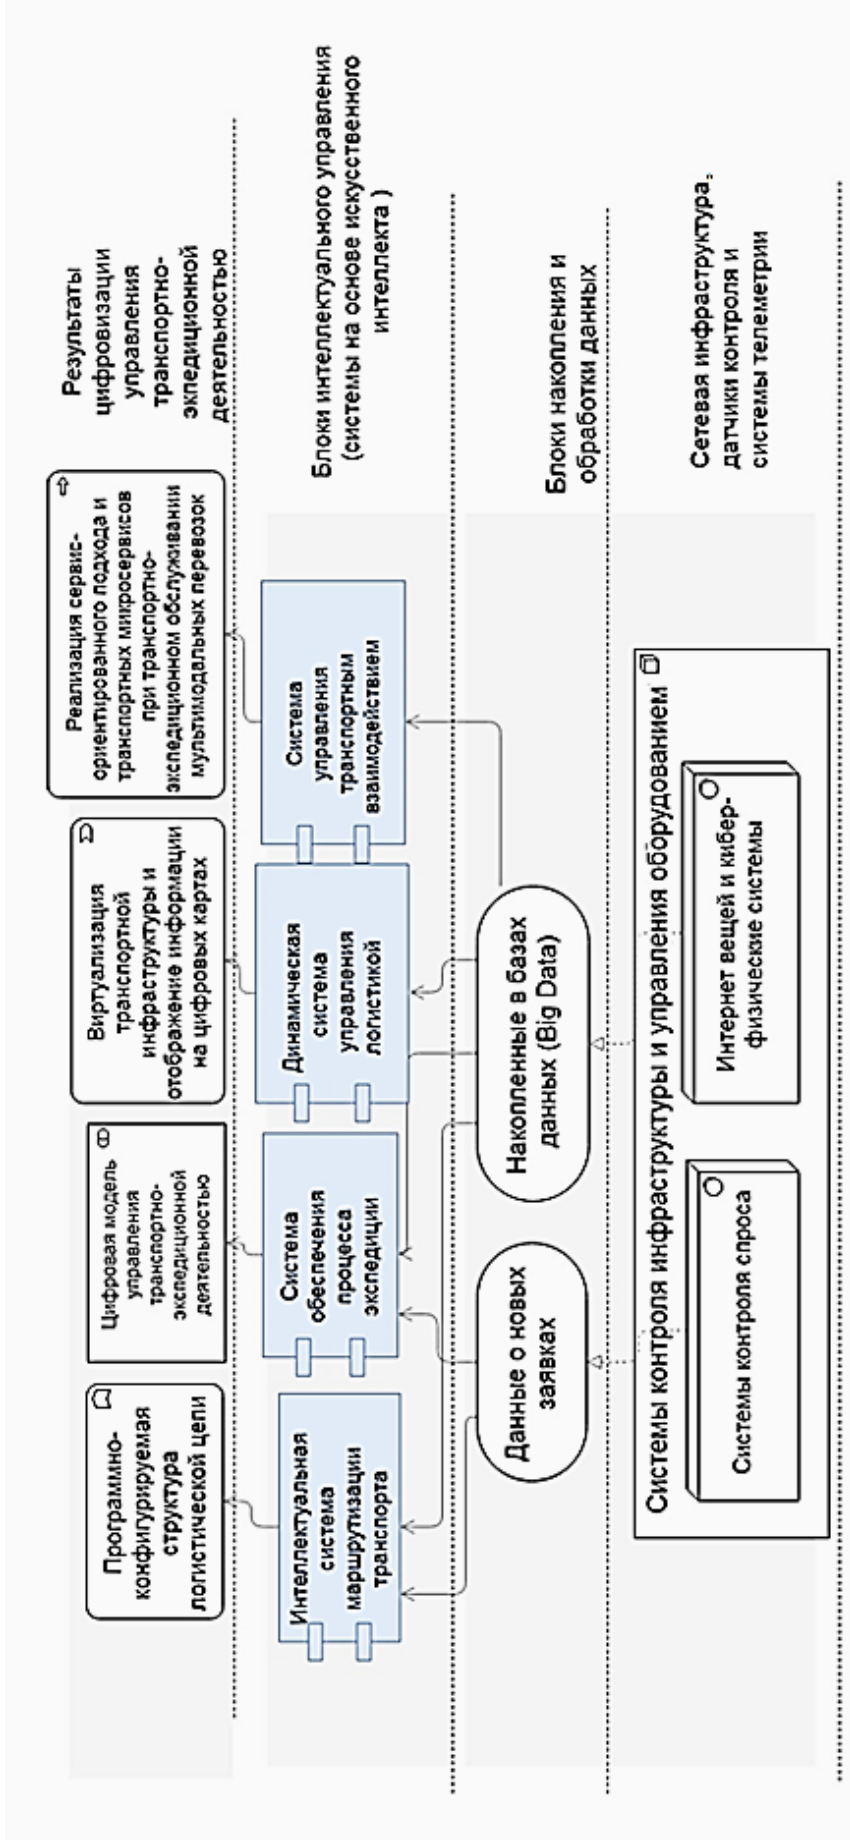 Программно-
конфигурируемая
структура
логистической цепи
Цифровая модель
управления
транспортно-
экспедиционной
деятельностью
Виртуализация
транспортной
инфраструктуры и
отображение информации
на цифровых картах
Реализация сервис-
ориентированного подхода и
транспортных микросервисов
при транспортно-
экспедиционном обслуживании
мультимодальных перевозок
Результаты
цифровизации
управления
транспортно-
экпедиционной
деятельностью
Интеллектуальная
система
маршрутизации
транспорта
Система
обеспечения
процесса
экспедиции
Динамическая
система
управления
логистикой
Система
управления
транспортным
взаимодействием
Блоки интеллектуального управления
(системы на основе искусственного
интеллекта )
Данные о новых
заявках
Накопленные в базах
данных (Big Data)
Блоки накопления и
обработки данных
Системы контроля инфраструктуры и управления оборудованием
Системы контроля спроса
Интернет вещей и кибер-
физические системы
Сетевая инфраструктура,
датчики контроля и
системы телеметрии